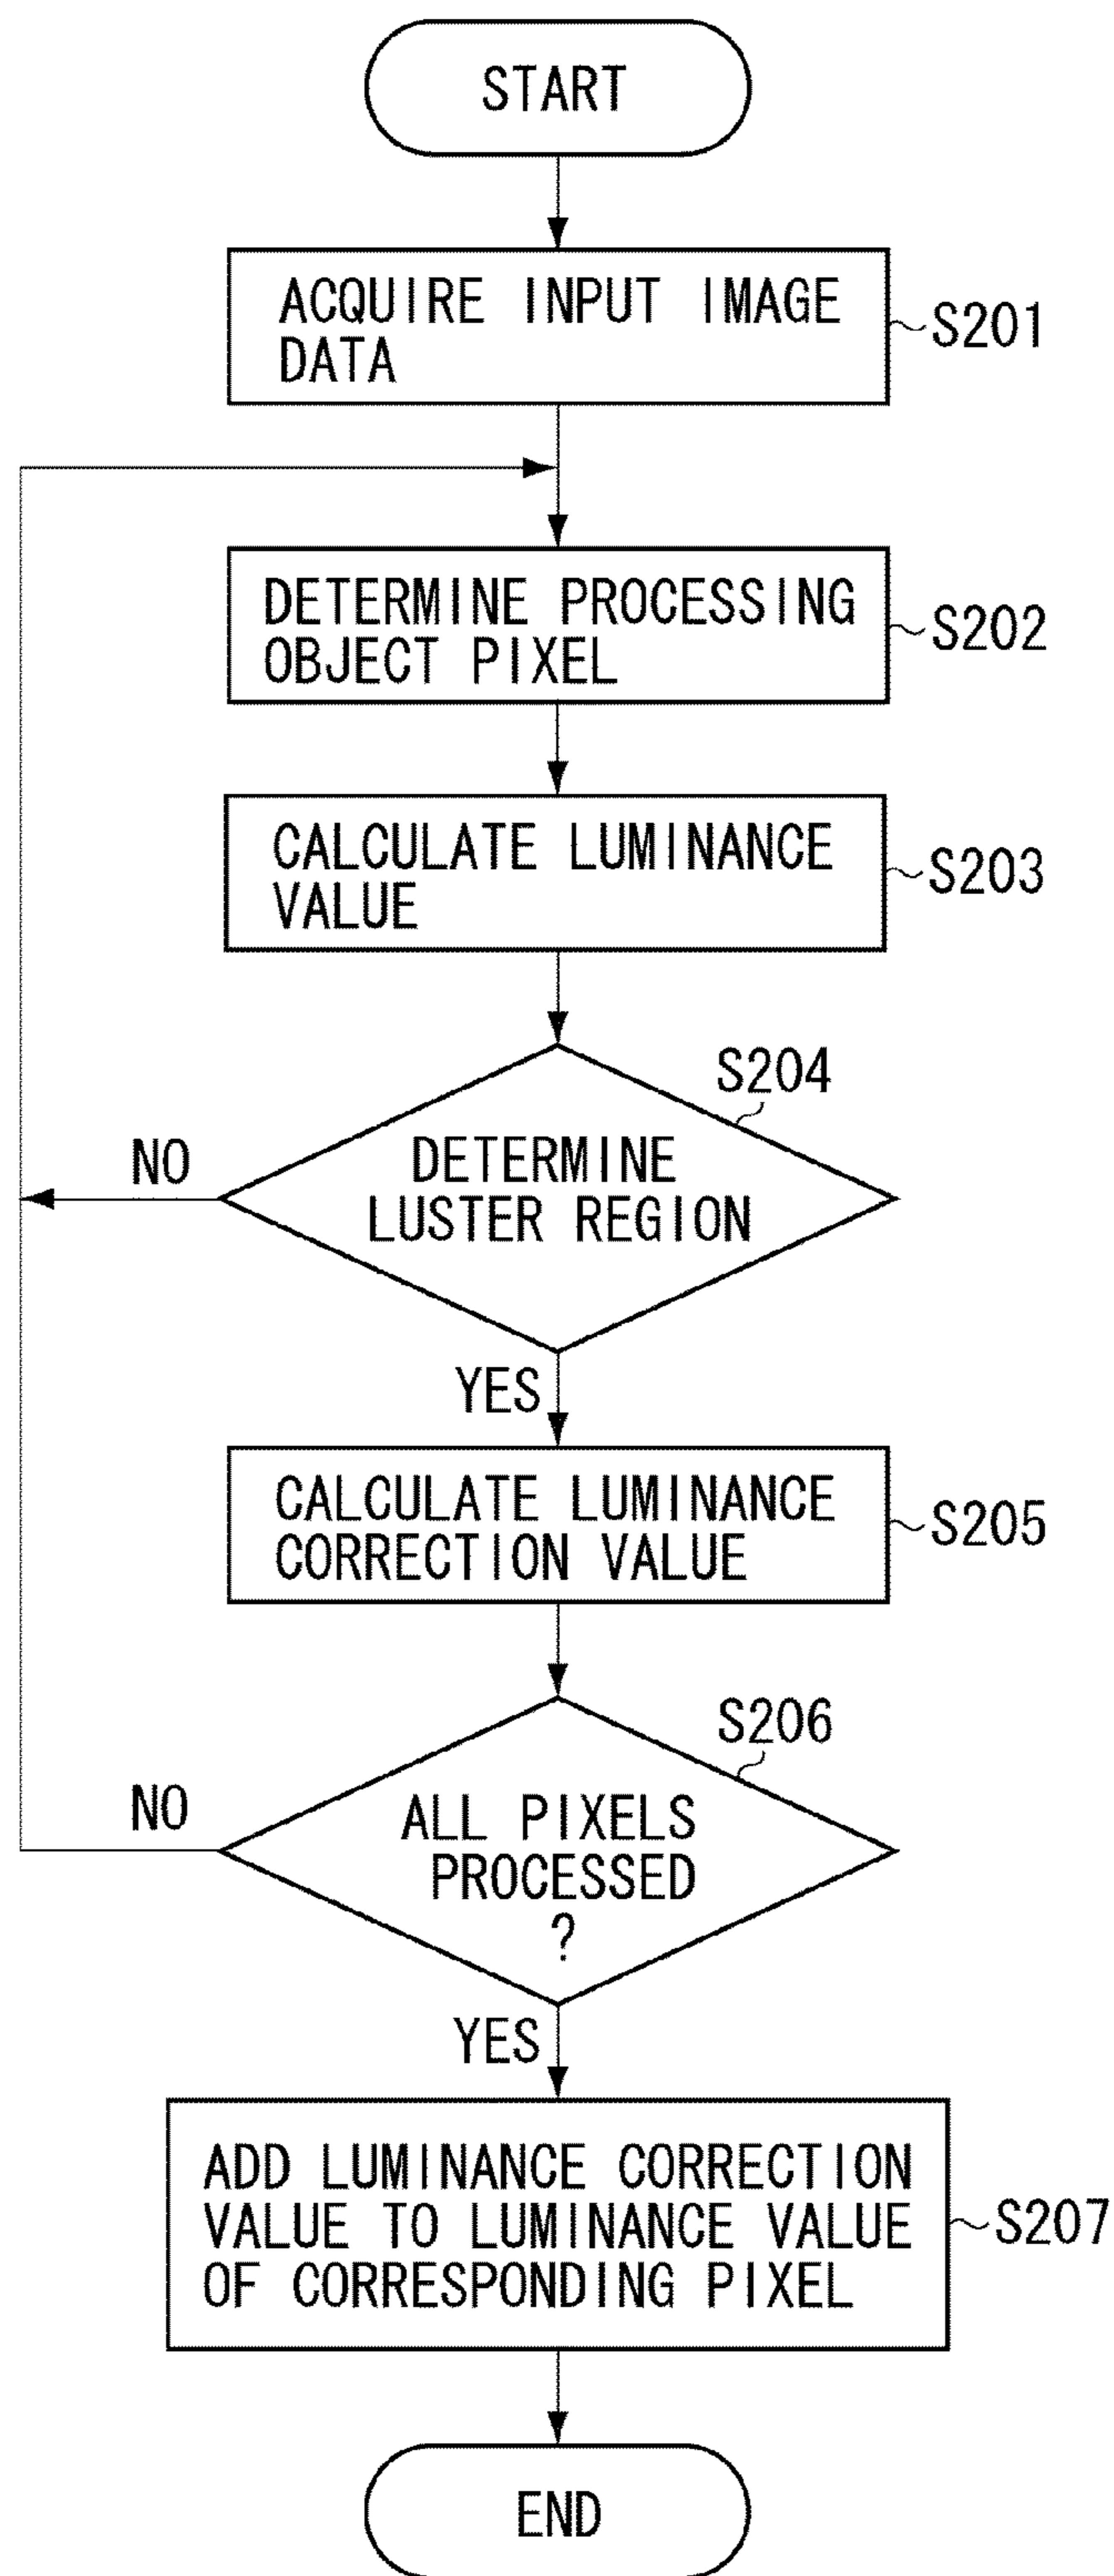 START
ACQUIRE INPUT IMAGE
DATA
S201
DETERMINE PROCESSING
OBJECT PIXEL
S202
CALCULATE LUMINANCE
VALUE
S203
S204
NO
DETERMINE
LUSTER REGION
YES
CALCULATE LUMINANCE
CORRECTION VALUE
S205
S206
NO
ALL PIXELS
PROCESSED
?
YES
ADD LUMINANCE CORRECTION
VALUE TO LUMINANCE VALUE
OF CORRESPONDING PIXEL
S207
END